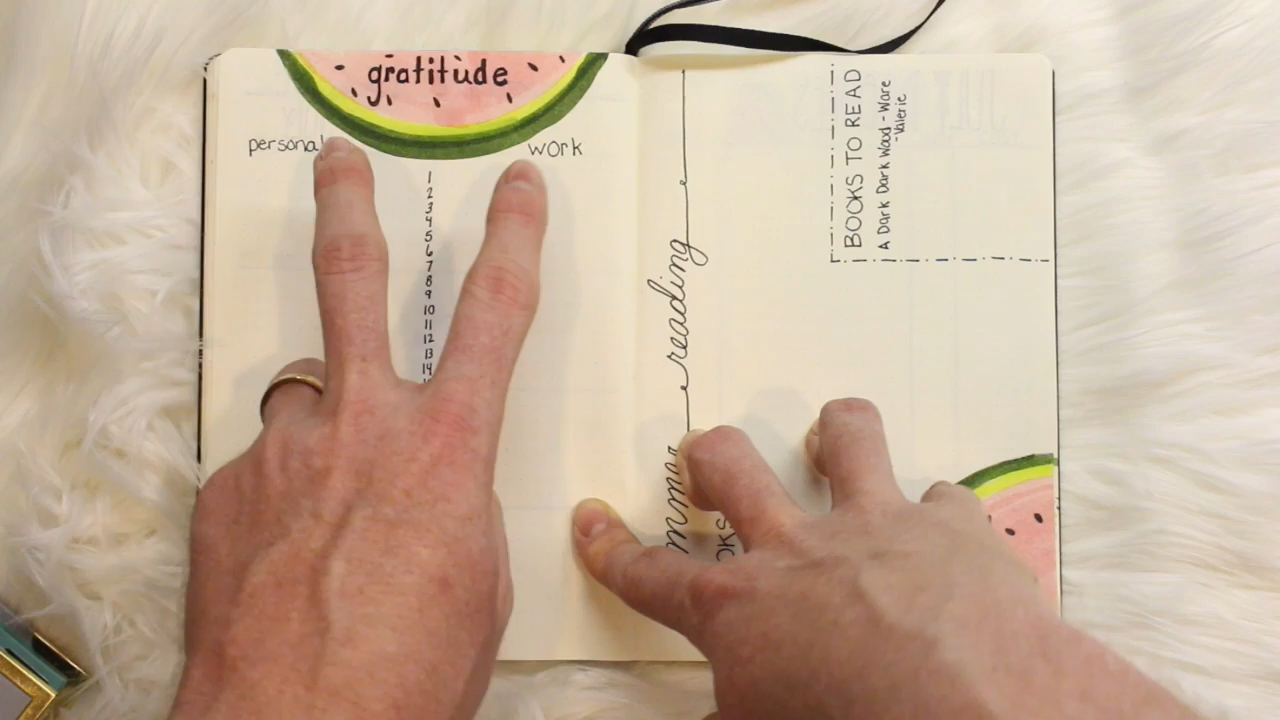 gratitude
personal
work
1
2
3
4
5
6
7
8
9
10
11
12
13
14
reading
BOOKS TO READ
A Dark Dark Wood - Ware
- Valerie